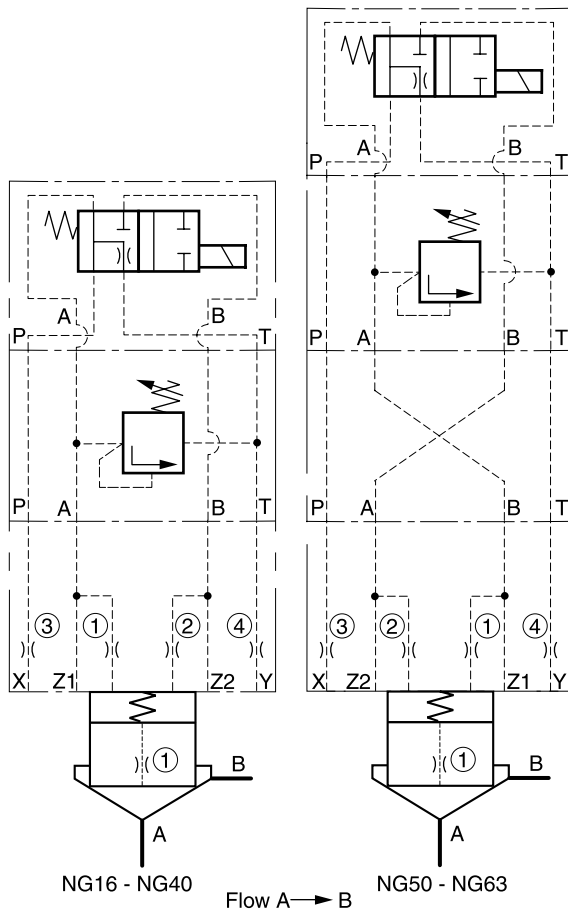 A B
P T
A B
P T
P A B T
P A B T
P A B T
③ ① ② ④
X Z1 Z2 Y
③ ② ① ④
X Z2 Z1 Y
①
B
A
①
B
A
NG16 - NG40
NG50 - NG63
Flow A B